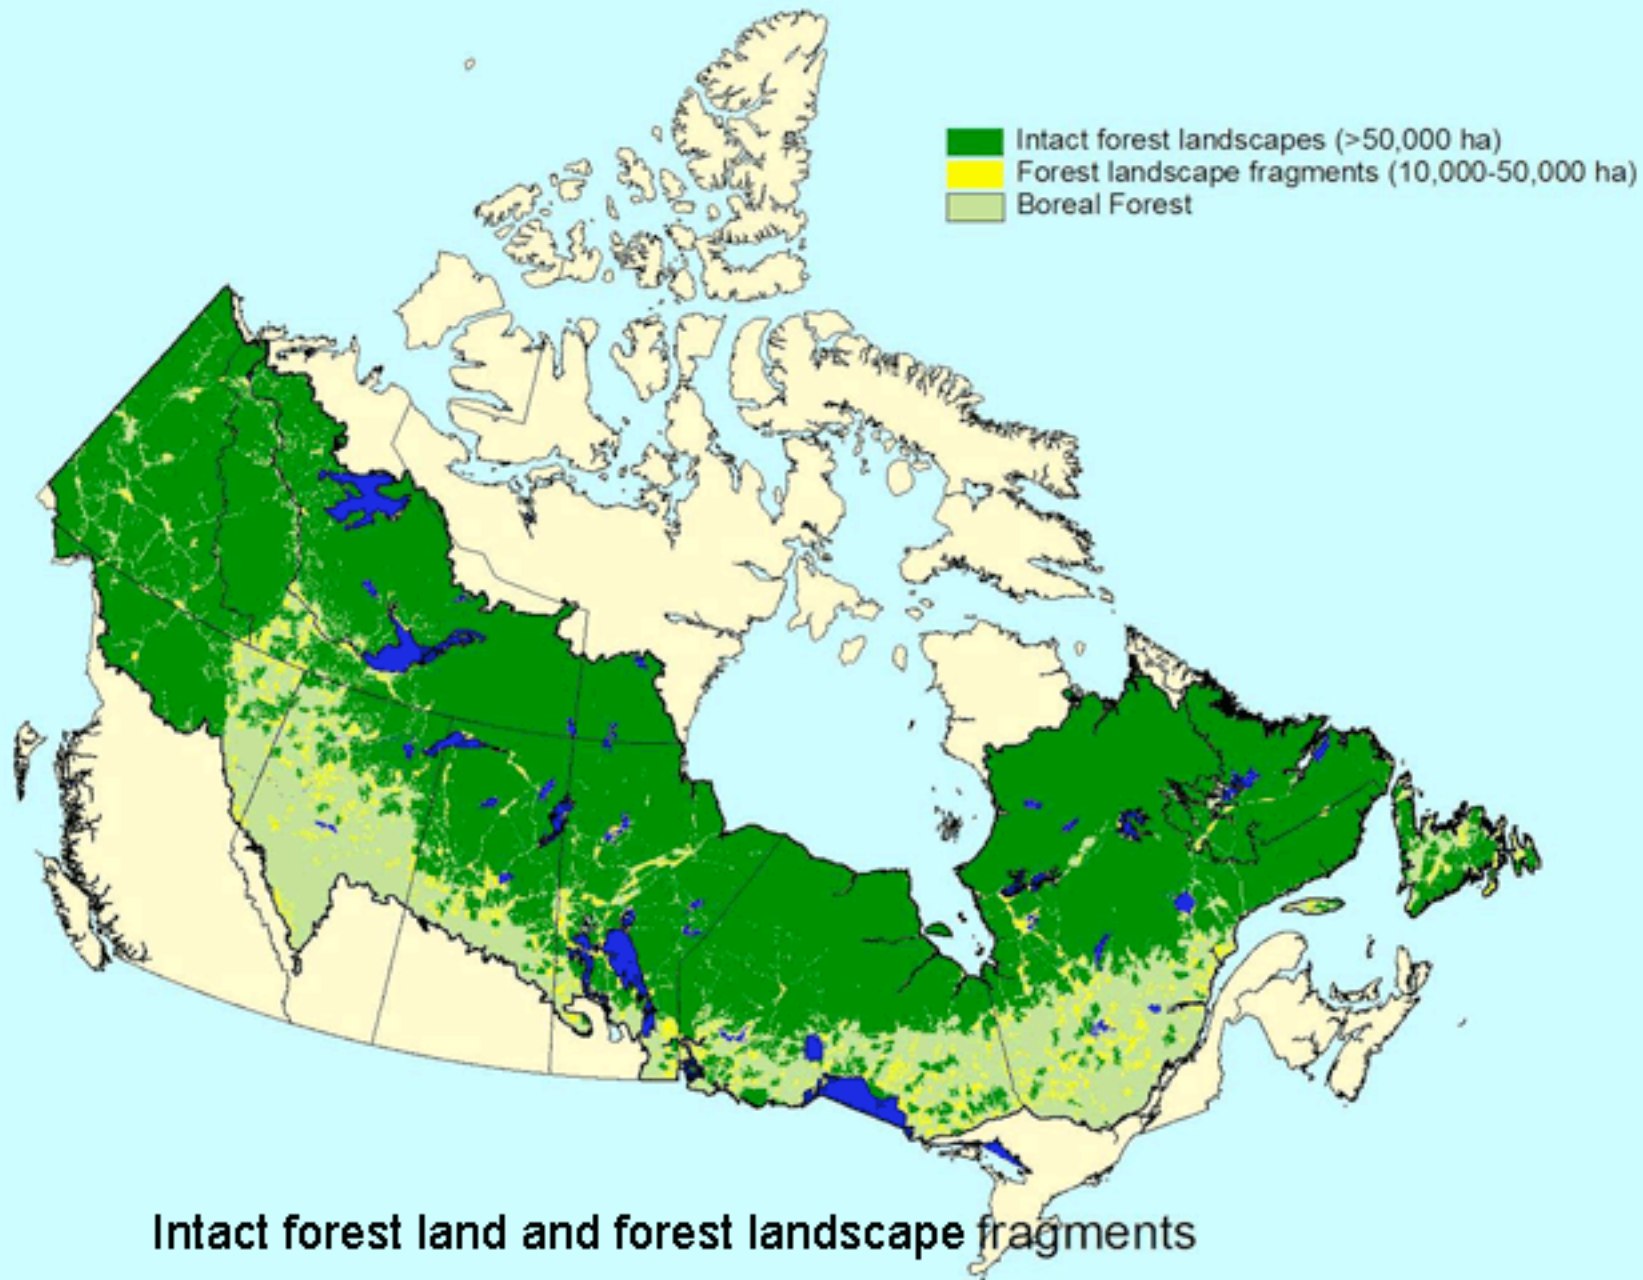 Intact forest landscapes (>50,000 ha)
Forest landscape fragments (10,000-50,000 ha)
Boreal Forest
Intact forest land and forest landscape fragments